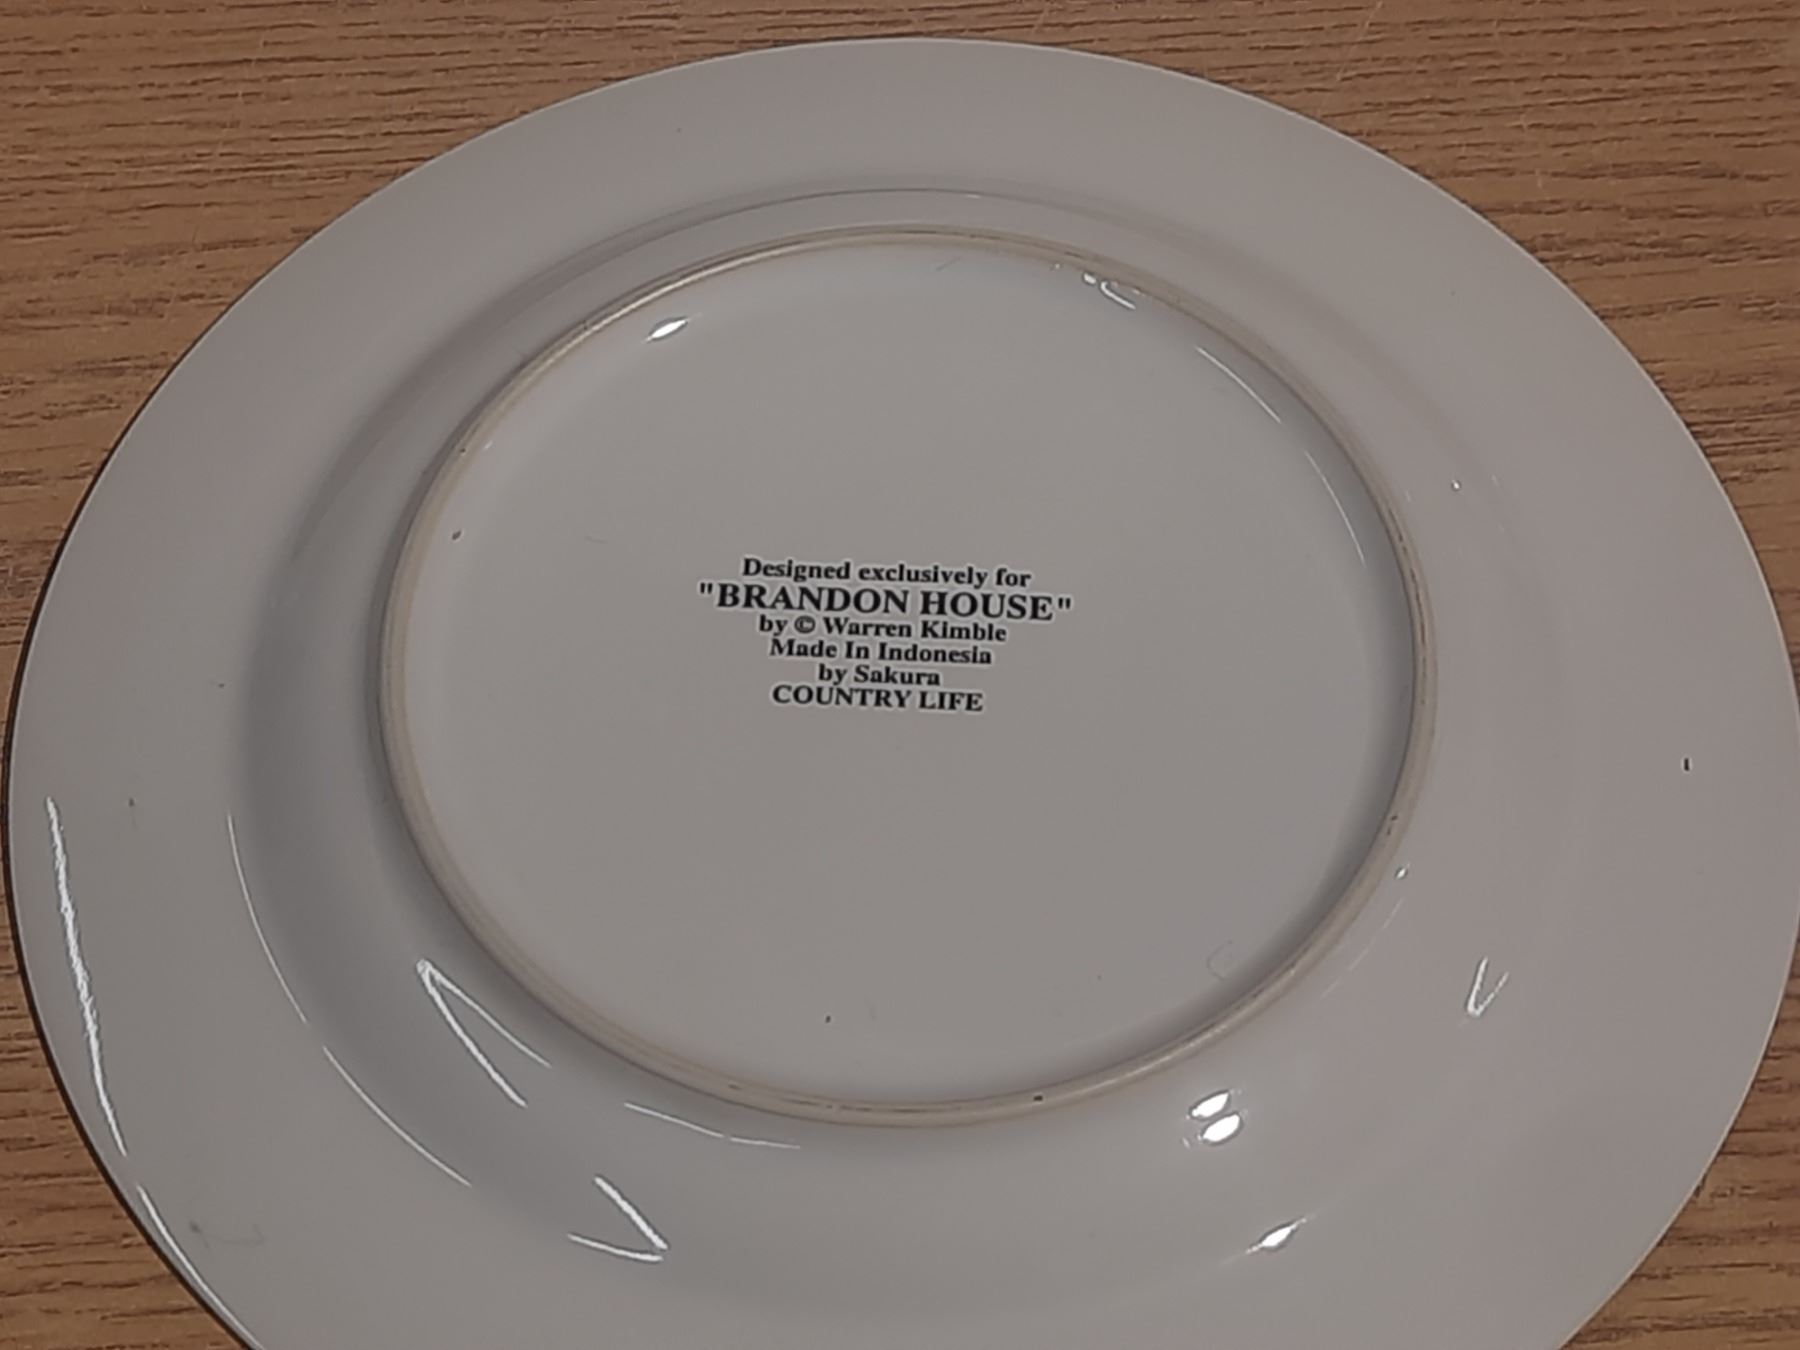 Designed exclusively for
"BRANDON HOUSE"
by © Warren Kimble
Made In Indonesia
by Sakura
COUNTRY LIFE